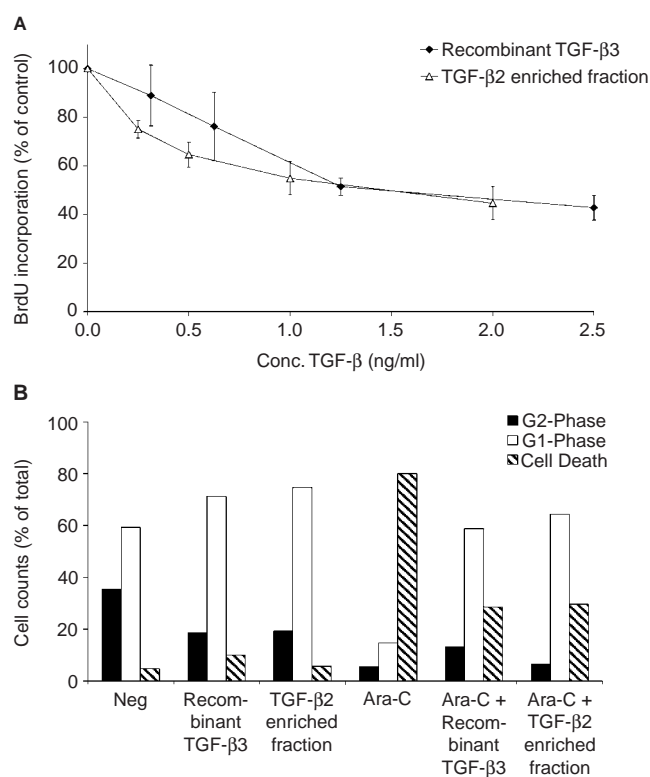 A
Recombinant TGF-β3
TGF-β2 enriched fraction
BrdU incorporation (% of control)
100
80
60
40
20
0
0.0
0.5
1.0
1.5
2.0
2.5
Conc. TGF-β (ng/ml)
B
G2-Phase
G1-Phase
Cell Death
Cell counts (% of total)
100
80
60
40
20
0
Neg
Recom-
binant
TGF-β3
TGF-β2
enriched
fraction
Ara-C
Ara-C +
Recom-
binant
TGF-β3
Ara-C +
TGF-β2
enriched
fraction